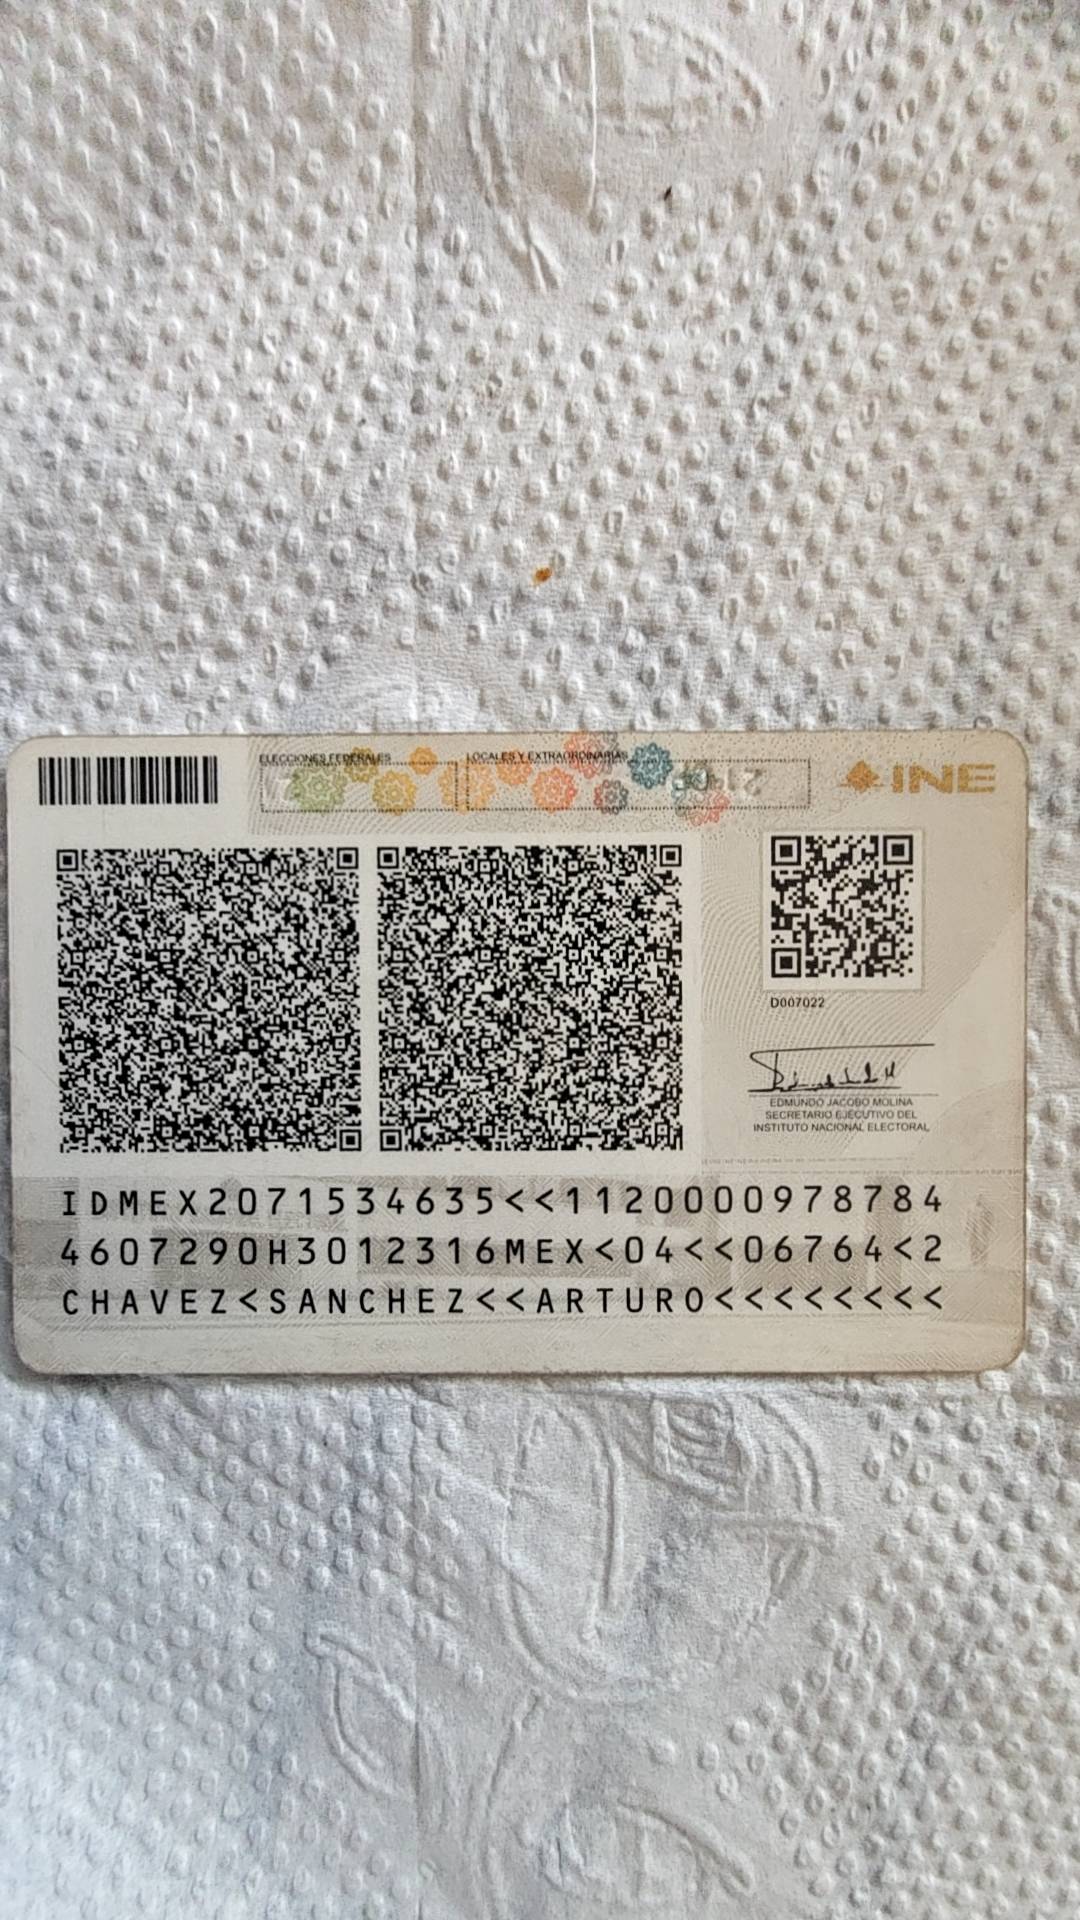 ELECCIONES FEDERALES LOCALES Y EXTRAORDINARIAS
INE
D007022
EDMUNDO JACOBO MOLINA
SECRETARIO EJECUTIVO DEL
INSTITUTO NACIONAL ELECTORAL
IDMEX2071534635<<1120000978784
4607290H3012316MEX<04<<06764<2
CHAVEZ<SANCHEZ<<ARTURO<<<<<<<<